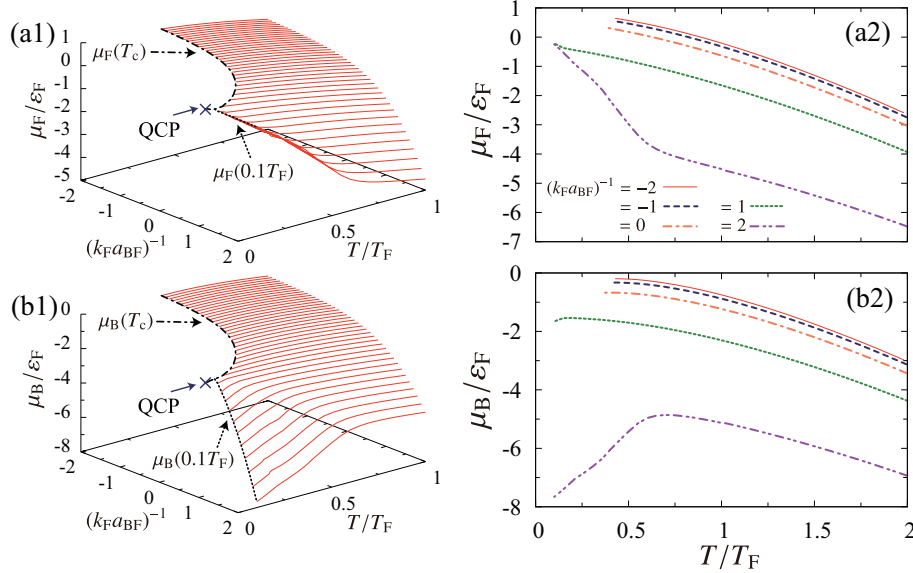 (a1)
1
0
-1
-2
-3
-4
-5
μF/εF
μF(Tc)
QCP
μF(0.1TF)
-2
-1
0
1
2
(kFaBF)⁻¹
0
0.5
1
T/TF
(a2)
1
0
-1
-2
-3
-4
-5
-6
-7
μF/εF
(kFaBF)⁻¹ = -2
= -1
= 0
= 1
= 2
(b1)
0
-2
-4
-6
-8
μB/εF
μB(Tc)
QCP
μB(0.1TF)
-2
-1
0
1
2
(kFaBF)⁻¹
0
0.5
1
T/TF
(b2)
0
-2
-4
-6
-8
μB/εF
0
0.5
1
1.5
2
T/TF